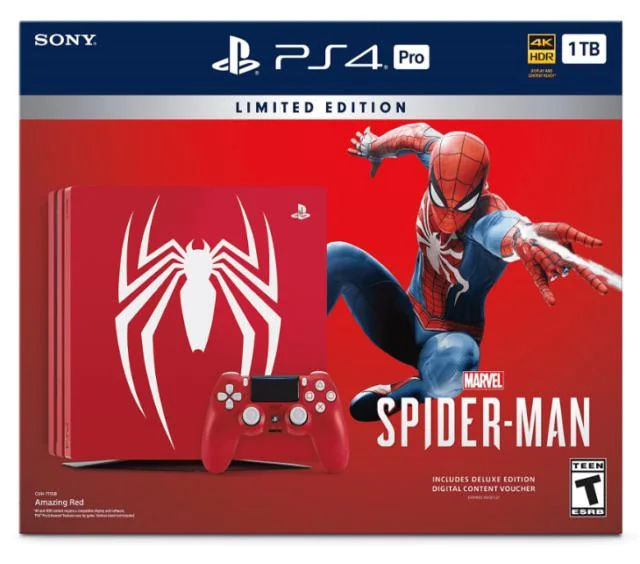 SONY.
PS4 Pro
4K
HDR
1TB
LIMITED EDITION
MARVEL
SPIDER-MAN
INCLUDES DELUXE EDITION
DIGITAL CONTENT VOUCHER
Amazing Red
TEEN
T
ESRB